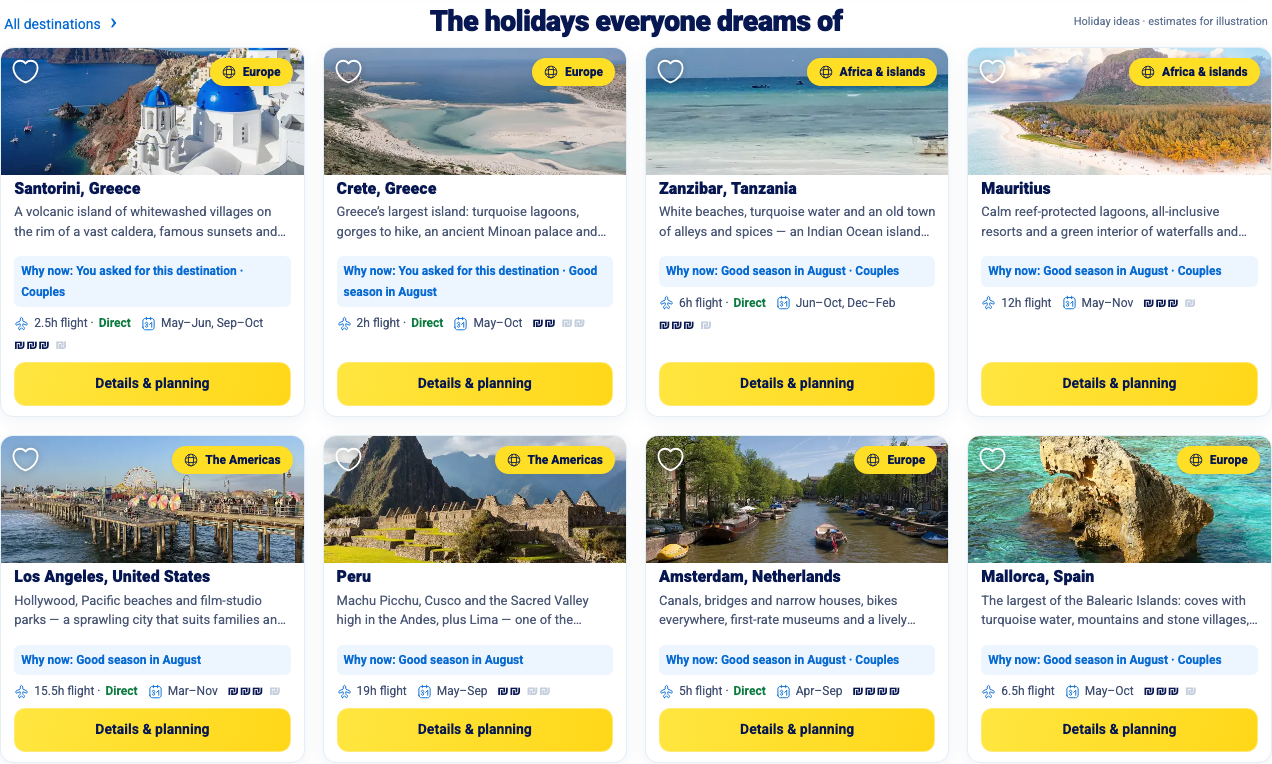 All destinations
The holidays everyone dreams of
Holiday ideas · estimates for illustration
Europe
Santorini, Greece
A volcanic island of whitewashed villages on
the rim of a vast caldera, famous sunsets and…
Why now: You asked for this destination ·
Couples
2.5h flight · Direct 31 May–Jun, Sep–Oct
₪₪₪ ₪
Details & planning
Europe
Crete, Greece
Greece's largest island: turquoise lagoons,
gorges to hike, an ancient Minoan palace and…
Why now: You asked for this destination · Good
season in August
2h flight · Direct 31 May–Oct ₪₪ ₪₪
Details & planning
Africa & islands
Zanzibar, Tanzania
White beaches, turquoise water and an old town
of alleys and spices — an Indian Ocean island…
Why now: Good season in August · Couples
6h flight · Direct 31 Jun–Oct, Dec–Feb
₪₪₪ ₪
Details & planning
Africa & islands
Mauritius
Calm reef-protected lagoons, all-inclusive
resorts and a green interior of waterfalls and…
Why now: Good season in August · Couples
12h flight 31 May–Nov ₪₪₪ ₪
Details & planning
The Americas
Los Angeles, United States
Hollywood, Pacific beaches and film-studio
parks — a sprawling city that suits families an…
Why now: Good season in August
15.5h flight · Direct 31 Mar–Nov ₪₪₪ ₪
Details & planning
The Americas
Peru
Machu Picchu, Cusco and the Sacred Valley
high in the Andes, plus Lima — one of the…
Why now: Good season in August
19h flight 31 May–Sep ₪₪ ₪₪
Details & planning
Europe
Amsterdam, Netherlands
Canals, bridges and narrow houses, bikes
everywhere, first-rate museums and a lively…
Why now: Good season in August · Couples
5h flight · Direct 31 Apr–Sep ₪₪₪₪
Details & planning
Europe
Mallorca, Spain
The largest of the Balearic Islands: coves with
turquoise water, mountains and stone villages,…
Why now: Good season in August · Couples
6.5h flight 31 May–Oct ₪₪₪ ₪
Details & planning